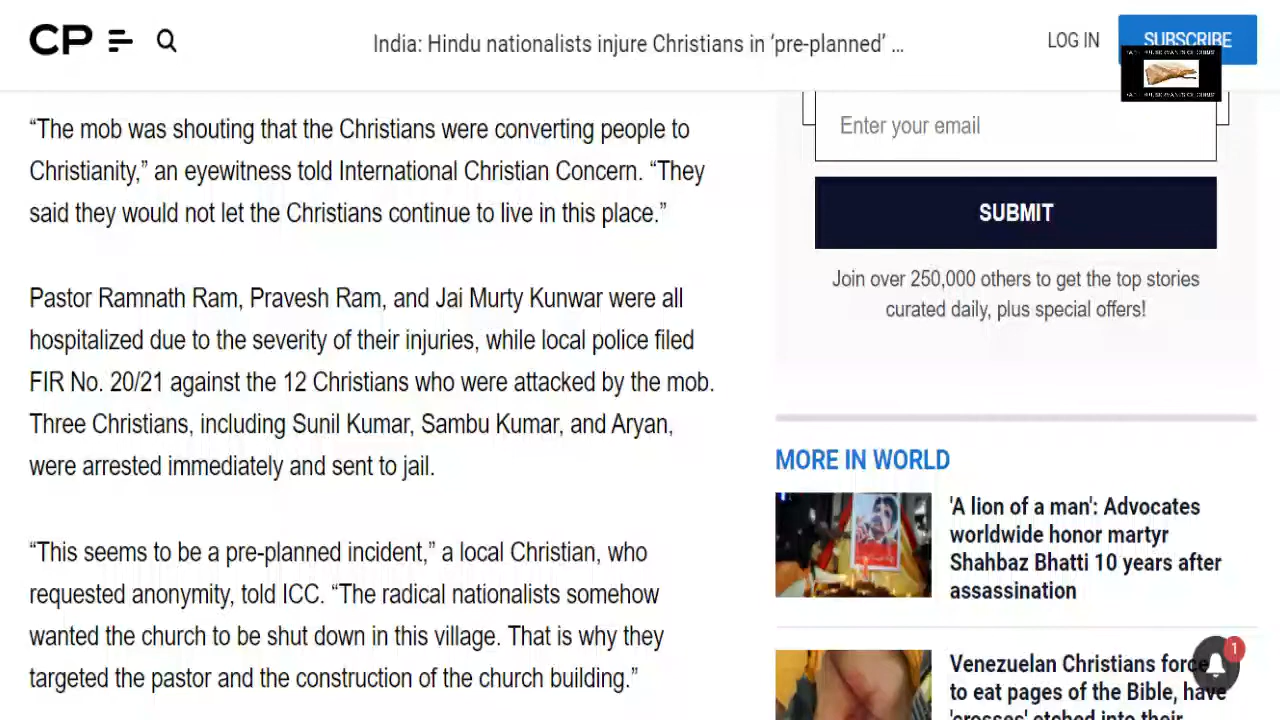 CP
India: Hindu nationalists injure Christians in ‘pre-planned’ ...
LOG IN
SUBSCRIBE
“The mob was shouting that the Christians were converting people to
Christianity,” an eyewitness told International Christian Concern. “They
said they would not let the Christians continue to live in this place.”
Pastor Ramnath Ram, Pravesh Ram, and Jai Murty Kunwar were all
hospitalized due to the severity of their injuries, while local police filed
FIR No. 20/21 against the 12 Christians who were attacked by the mob.
Three Christians, including Sunil Kumar, Sambu Kumar, and Aryan,
were arrested immediately and sent to jail.
“This seems to be a pre-planned incident,” a local Christian, who
requested anonymity, told ICC. “The radical nationalists somehow
wanted the church to be shut down in this village. That is why they
targeted the pastor and the construction of the church building.”
Enter your email
SUBMIT
Join over 250,000 others to get the top stories
curated daily, plus special offers!
MORE IN WORLD
'A lion of a man': Advocates
worldwide honor martyr
Shahbaz Bhatti 10 years after
assassination
Venezuelan Christians force
to eat pages of the Bible, have
'crosses' etched into their
1